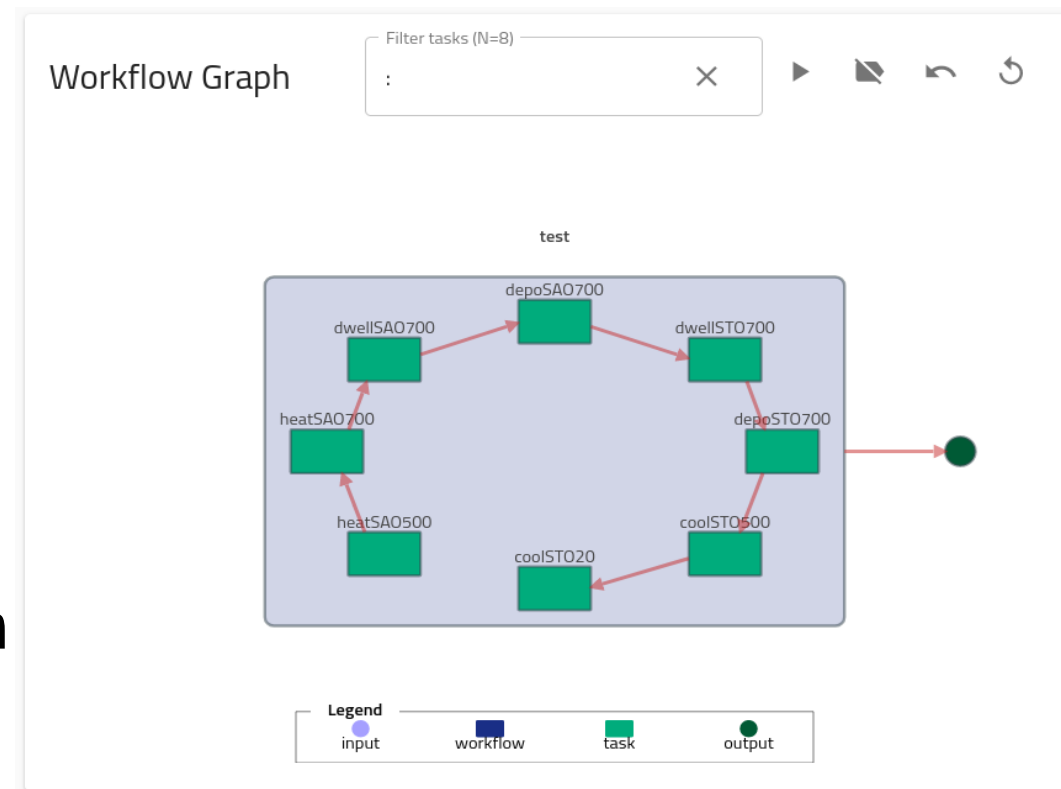 Filter tasks (N=8)
Workflow Graph
:
test
depoSAO700
dwellSAO700
dwellSTO700
heatSAO700
depoSTO700
heatSAO500
coolSTO500
coolSTO20
n
Legend
input
workflow
task
output